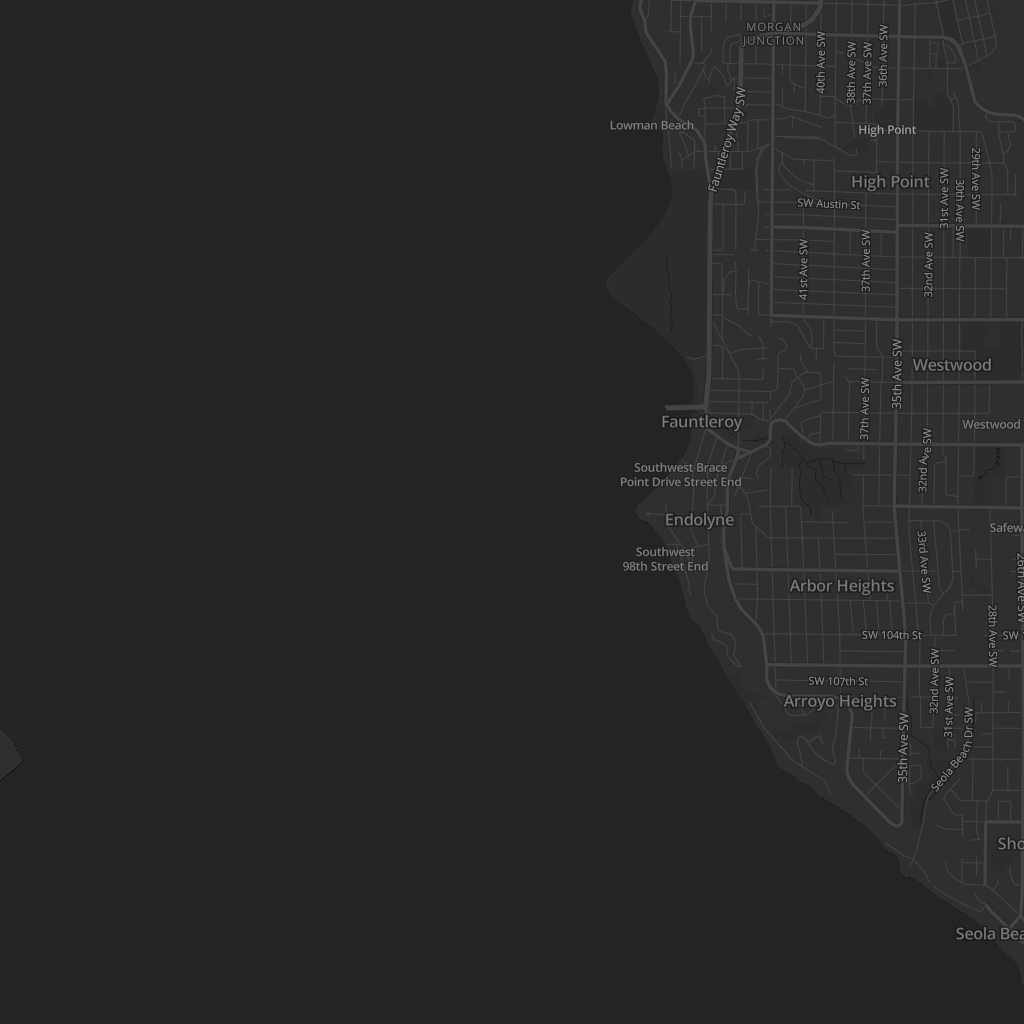 MORGAN
JUNCTION
40th Ave SW
38th Ave SW
37th Ave SW
36th Ave SW
Lowman Beach
Fauntleroy Way SW
High Point
High Point
29th Ave SW
31st Ave SW
30th Ave SW
SW Austin St
41st Ave SW
37th Ave SW
32nd Ave SW
35th Ave SW
Westwood
37th Ave SW
Fauntleroy
Westwood
32nd Ave SW
Southwest Brace
Point Drive Street End
Endolyne
Safew
Southwest
98th Street End
33rd Ave SW
26th Ave SW
Arbor Heights
28th Ave SW
SW 104th St
SW
SW 107th St
32nd Ave SW
31st Ave SW
Arroyo Heights
35th Ave SW
Seola Beach Dr SW
Sho
Seola Bea